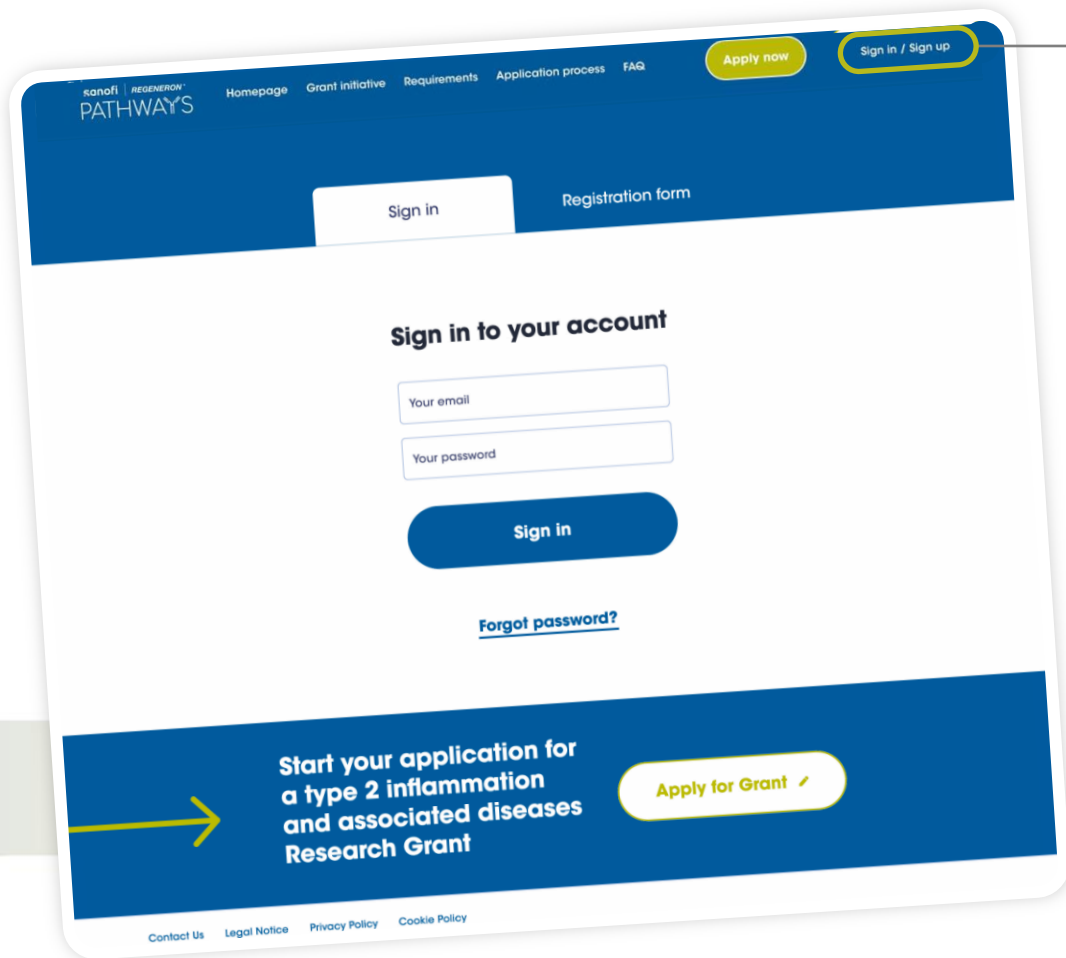 sanofi REGENERON
PATHWAYS
Homepage Grant initiative Requirements Application process FAQ
Apply now
Sign in / Sign up
Sign in
Registration form
Sign in to your account
Your email
Your password
Sign in
Forgot password?
Start your application for
a type 2 inflammation
and associated diseases
Research Grant
Apply for Grant
Contact Us Legal Notice Privacy Policy Cookie Policy